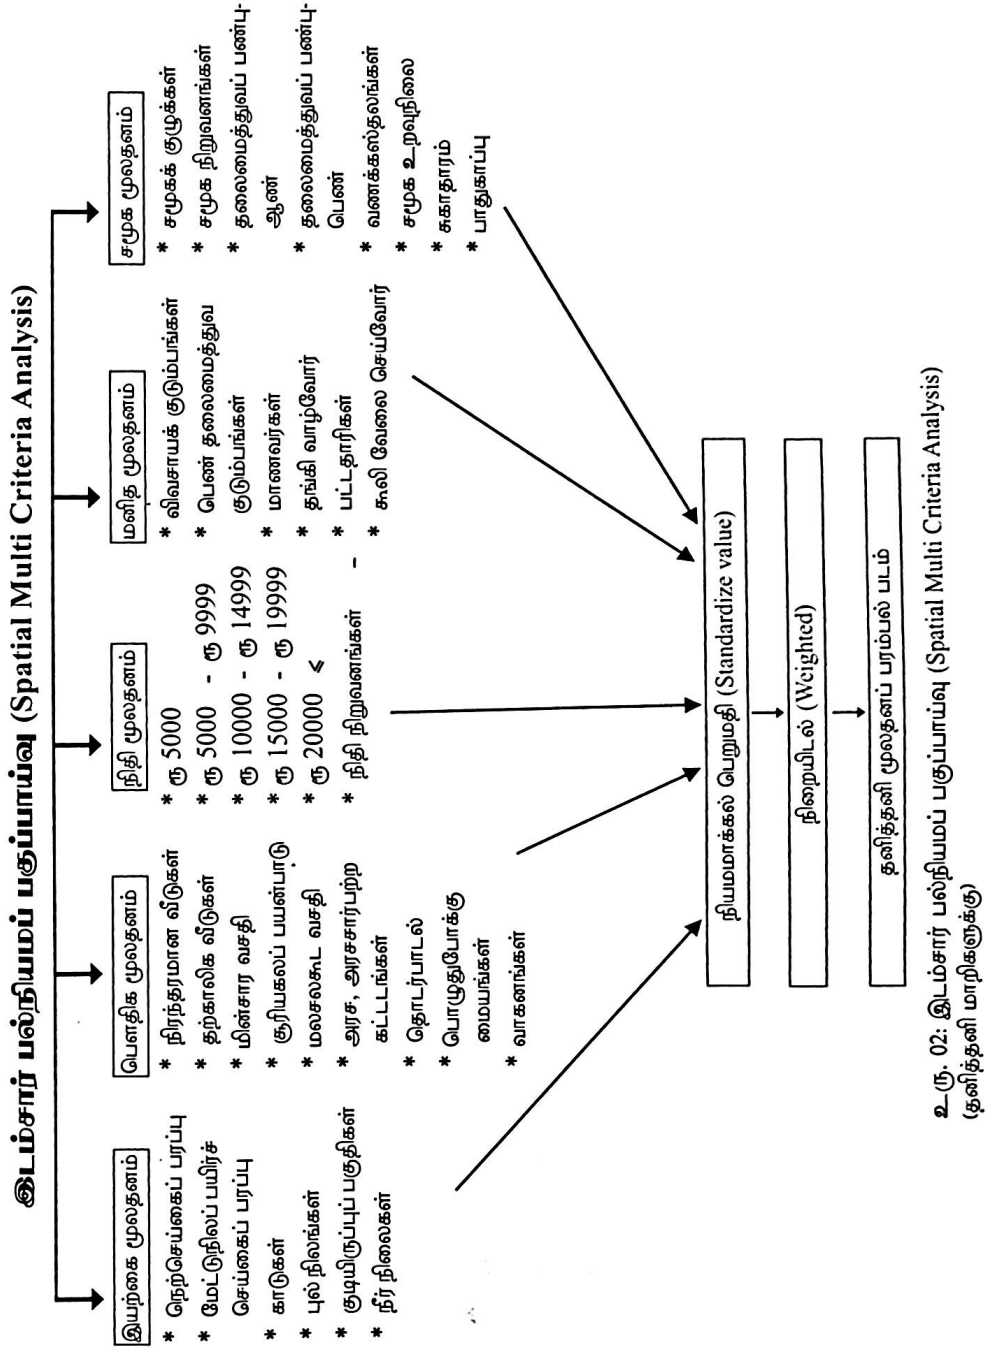 இடம்சார் பல்நியமப் பகுப்பாய்வு (Spatial Multi Criteria Analysis)
இயற்கை மூலதனம்
* நெற்செய்கைப் பரப்பு
* மேட்டுநிலப் பயிர்ச்
செய்கைப் பரப்பு
* காடுகள்
* புல் நிலங்கள்
* குடியிருப்புப் பகுதிகள்
* நீர் நிலைகள்
பௌதிக மூலதனம்
* நிரந்தரமான வீடுகள்
* தற்காலிக வீடுகள்
* மின்சார வசதி
* சூரியகலப் பயன்பாடு
* மலசலகூட வசதி
* அரச, அரசசார்பற்ற
கட்டடங்கள்
* தொடர்பாடல்
* பொழுதுபோக்கு
மையங்கள்
* வாகனங்கள்
நிதி மூலதனம்
* ரூ 5000
* ரூ 5000 - ரூ 9999
* ரூ 10000 - ரூ 14999
* ரூ 15000 - ரூ 19999
* ரூ 20000 ≤
* நிதி நிறுவனங்கள் -
மனித மூலதனம்
* விவசாயக் குடும்பங்கள்
* பெண் தலைமைத்துவ
குடும்பங்கள்
* மாணவர்கள்
* தங்கி வாழ்வோர்
* பட்டதாரிகள்
* கூலி வேலை செய்வோர்
சமூக மூலதனம்
* சமூகக் குழுக்கள்
* சமூக நிறுவனங்கள்
* தலைமைத்துவப் பண்பு-
ஆண்
* தலைமைத்துவப் பண்பு-
பெண்
* வணக்கஸ்தலங்கள்
* சமூக உறவுநிலை
* சுகாதாரம்
* பாதுகாப்பு
நியமமாக்கல் பெறுமதி (Standardize value)
நிறையிடல் (Weighted)
தனித்தனி மூலதனப் பரம்பல் படம்
உரு. 02: இடம்சார் பல்நியமப் பகுப்பாய்வு (Spatial Multi Criteria Analysis)
(தனித்தனி மாறிகளுக்கு)